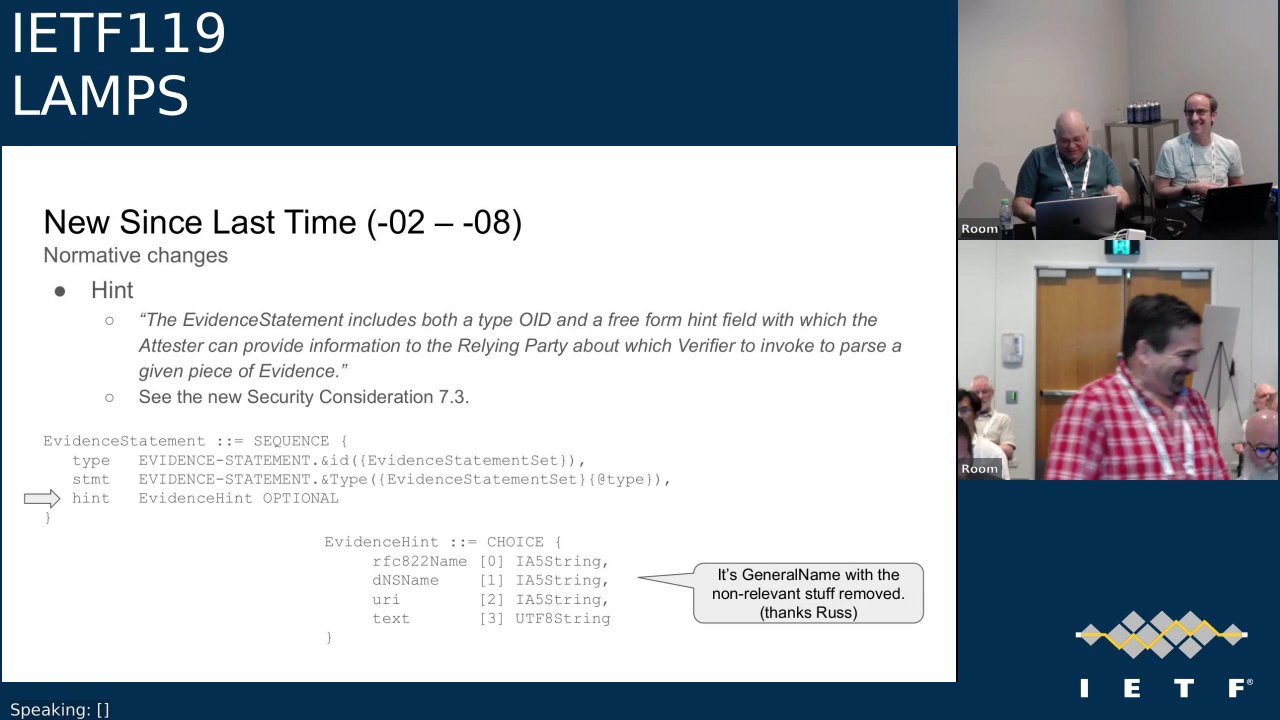 IETF119
LAMPS
New Since Last Time (-02 – -08)
Normative changes
● Hint
○ “The EvidenceStatement includes both a type OID and a free form hint field with which the
Attester can provide information to the Relying Party about which Verifier to invoke to parse a
given piece of Evidence.”
○ See the new Security Consideration 7.3.
EvidenceStatement ::= SEQUENCE {
type EVIDENCE-STATEMENT.&id({EvidenceStatementSet}),
stmt EVIDENCE-STATEMENT.&Type({EvidenceStatementSet}{@type}),
hint EvidenceHint OPTIONAL
}
EvidenceHint ::= CHOICE {
rfc822Name [0] IA5String,
dNSName [1] IA5String,
uri [2] IA5String,
text [3] UTF8String
}
It’s GeneralName with the
non-relevant stuff removed.
(thanks Russ)
Room
Room
I E T F®
Speaking: []